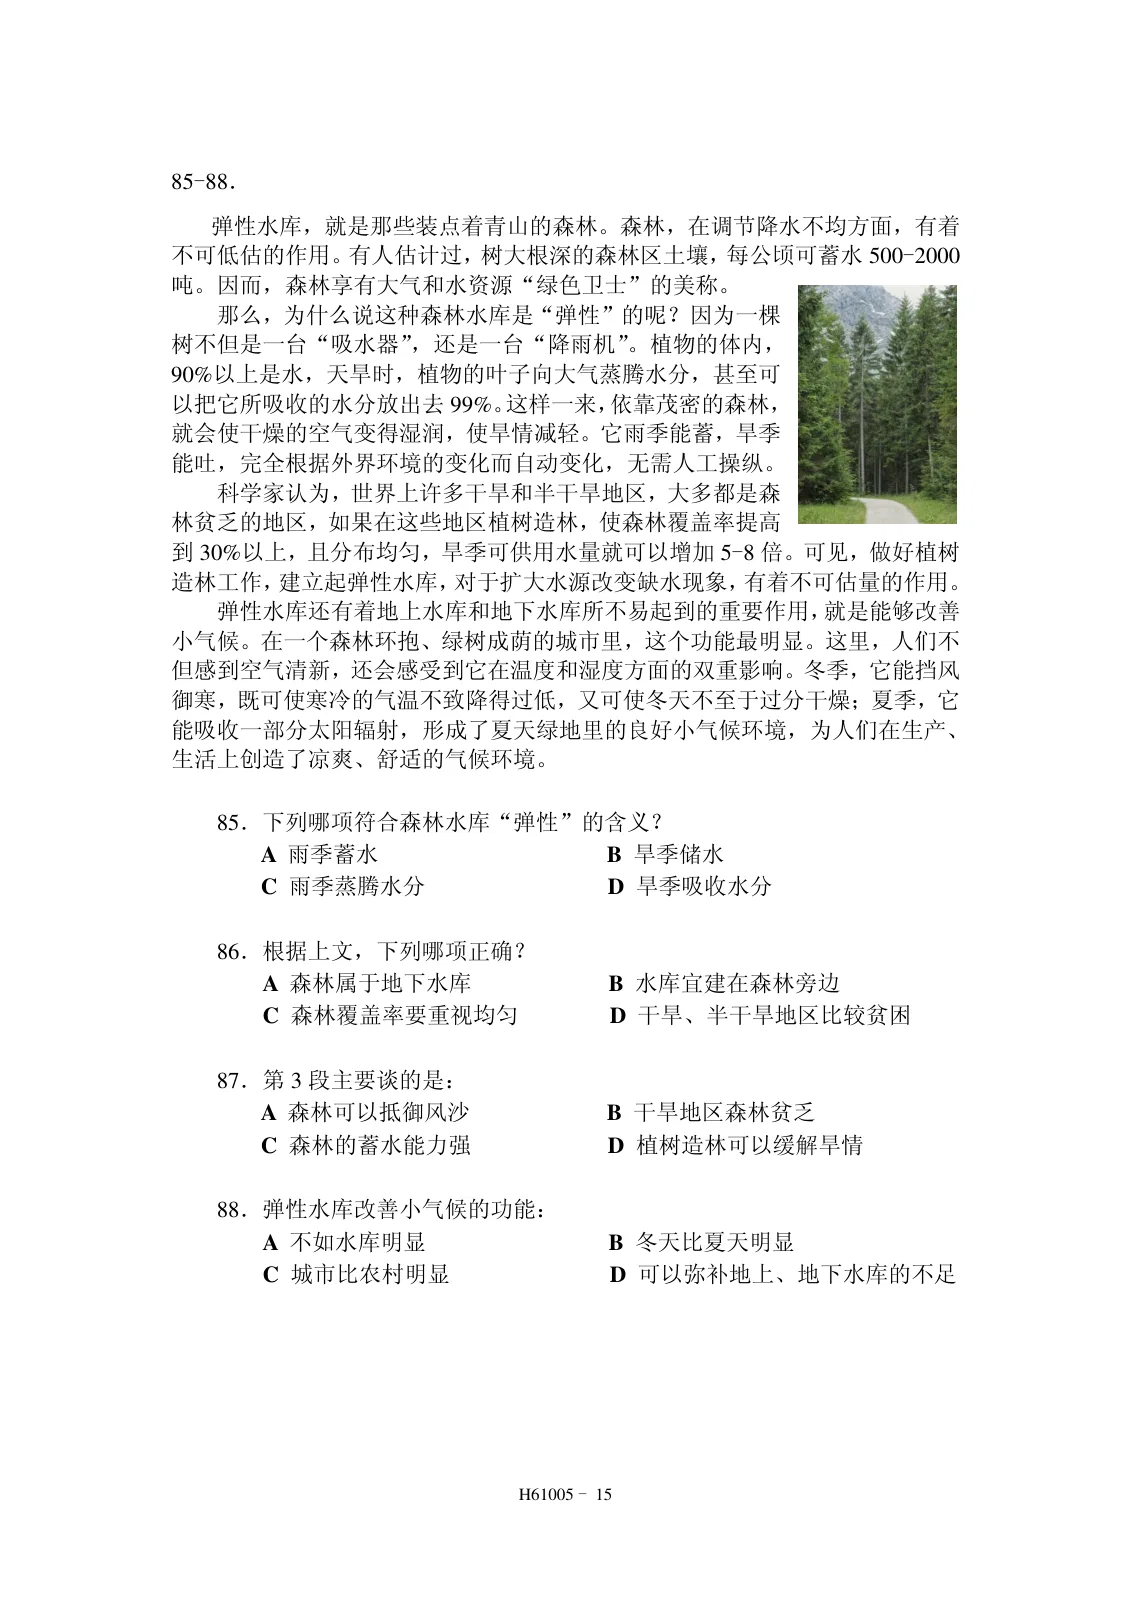 85-88.
弹性水库，就是那些装点着青山的森林。森林，在调节降水不均方面，有着
不可低估的作用。有人估计过，树大根深的森林区土壤，每公顷可蓄水 500-2000
吨。因而，森林享有大气和水资源“绿色卫士”的美称。
那么，为什么说这种森林水库是“弹性”的呢？因为一棵
树不但是一台“吸水器”，还是一台“降雨机”。植物的体内，
90%以上是水，天旱时，植物的叶子向大气蒸腾水分，甚至可
以把它所吸收的水分放出去 99%。这样一来，依靠茂密的森林，
就会使干燥的空气变得湿润，使旱情减轻。它雨季能蓄，旱季
能吐，完全根据外界环境的变化而自动变化，无需人工操纵。
科学家认为，世界上许多干旱和半干旱地区，大多都是森
林贫乏的地区，如果在这些地区植树造林，使森林覆盖率提高
到 30%以上，且分布均匀，旱季可供用水量就可以增加 5-8 倍。可见，做好植树
造林工作，建立起弹性水库，对于扩大水源改变缺水现象，有着不可估量的作用。
弹性水库还有着地上水库和地下水库所不易起到的重要作用，就是能够改善
小气候。在一个森林环抱、绿树成荫的城市里，这个功能最明显。这里，人们不
但感到空气清新，还会感受到它在温度和湿度方面的双重影响。冬季，它能挡风
御寒，既可使寒冷的气温不致降得过低，又可使冬天不至于过分干燥；夏季，它
能吸收一部分太阳辐射，形成了夏天绿地里的良好小气候环境，为人们在生产、
生活上创造了凉爽、舒适的气候环境。
85．下列哪项符合森林水库“弹性”的含义？
A 雨季蓄水 B 旱季储水
C 雨季蒸腾水分 D 旱季吸收水分
86．根据上文，下列哪项正确？
A 森林属于地下水库 B 水库宜建在森林旁边
C 森林覆盖率要重视均匀 D 干旱、半干旱地区比较贫困
87．第 3 段主要谈的是：
A 森林可以抵御风沙 B 干旱地区森林贫乏
C 森林的蓄水能力强 D 植树造林可以缓解旱情
88．弹性水库改善小气候的功能：
A 不如水库明显 B 冬天比夏天明显
C 城市比农村明显 D 可以弥补地上、地下水库的不足
H61005- 15